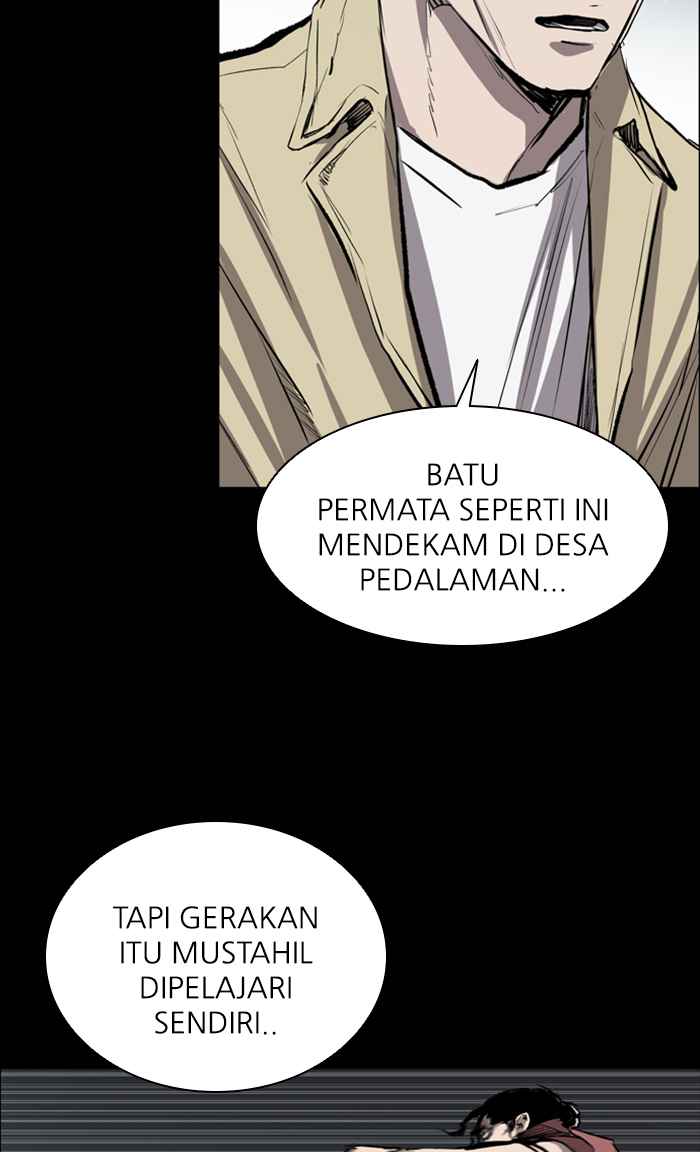 BATU
PERMATA SEPERTI INI
MENDEKAM DI DESA
PEDALAMAN...
TAPI GERAKAN
ITU MUSTAHIL
DIPELAJARI
SENDIRI..